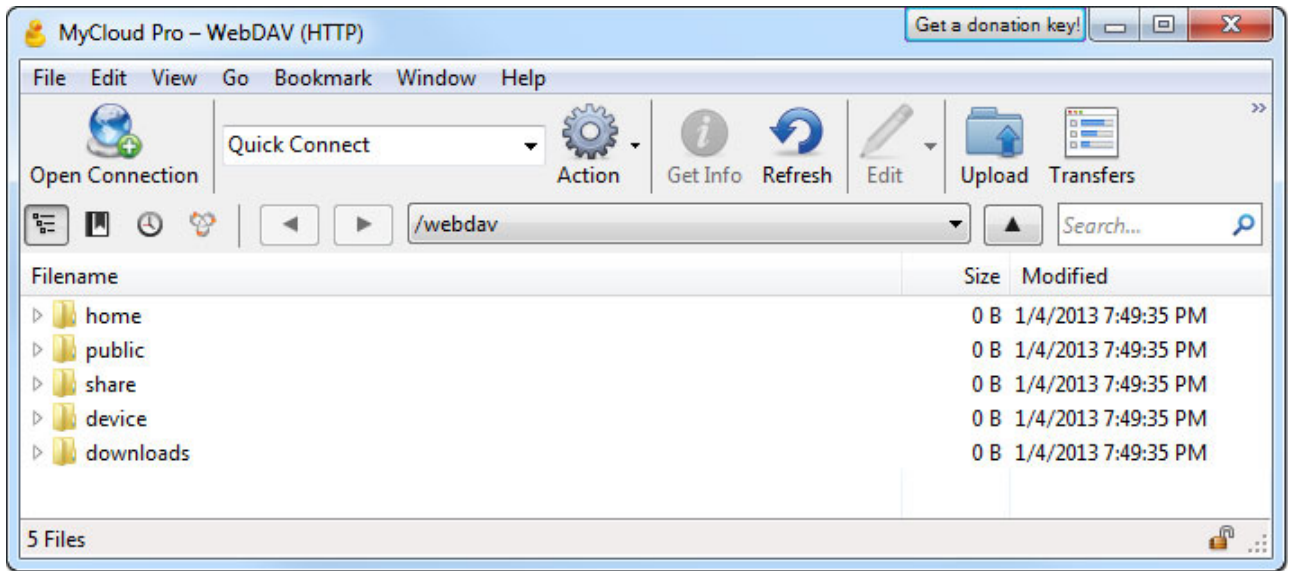 MyCloud Pro – WebDAV (HTTP) Get a donation key!
File Edit View Go Bookmark Window Help
Quick Connect
Open Connection Action Get Info Refresh Edit Upload Transfers
/webdav Search...
Filename Size Modified
home 0 B 1/4/2013 7:49:35 PM
public 0 B 1/4/2013 7:49:35 PM
share 0 B 1/4/2013 7:49:35 PM
device 0 B 1/4/2013 7:49:35 PM
downloads 0 B 1/4/2013 7:49:35 PM
5 Files